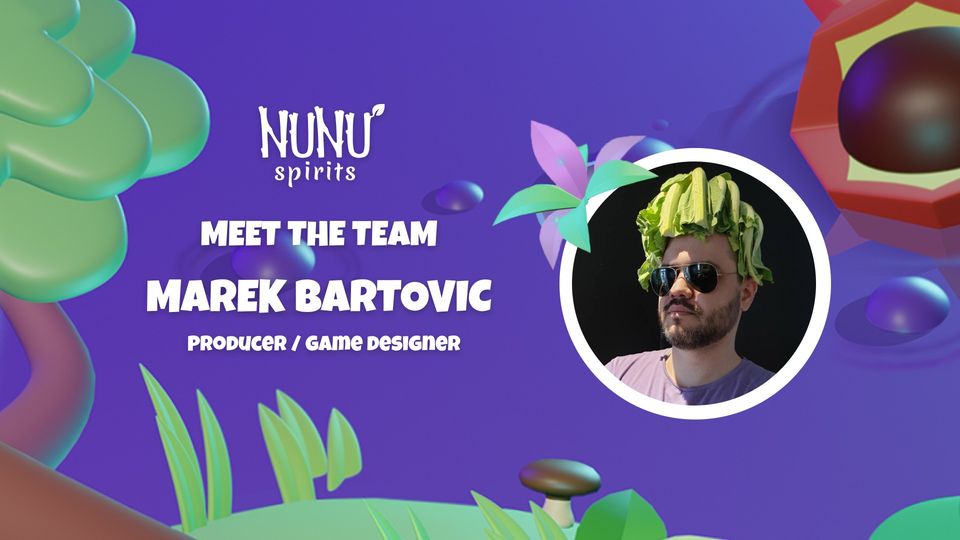 NUNU
spirits
MEET THE TEAM
MAREK BARTOVIC
PRODUCER / GAME DESIGNER